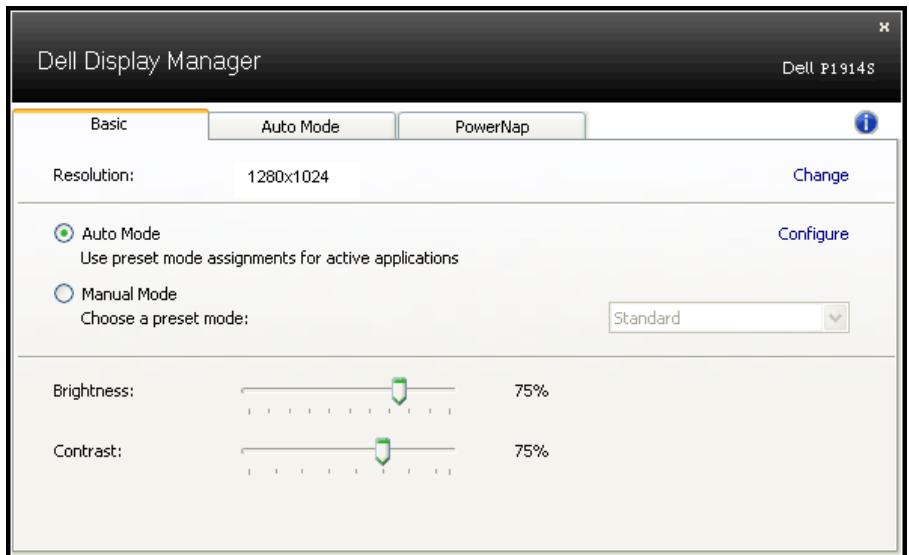 Dell Display Manager
Dell P1914S
Basic
Auto Mode
PowerNap
Resolution:
1280x1024
Change
Auto Mode
Configure
Use preset mode assignments for active applications
Manual Mode
Choose a preset mode:
Standard
Brightness:
75%
Contrast:
75%